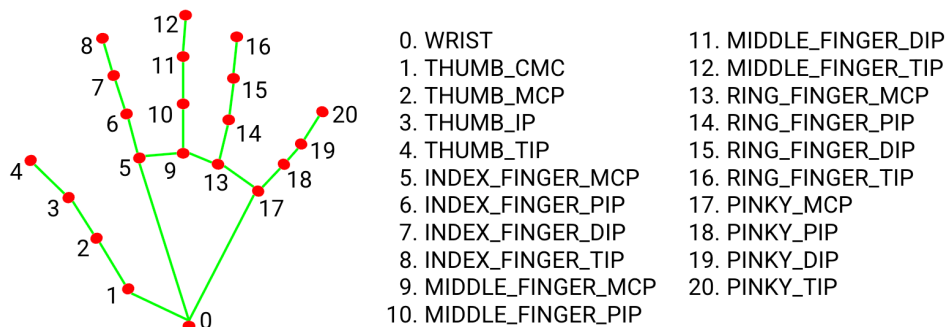 12
8
16
11
7
15
10
6
20
14
4
5
9
19
13
18
3
17
2
1
0
0. WRIST
1. THUMB_CMC
2. THUMB_MCP
3. THUMB_IP
4. THUMB_TIP
5. INDEX_FINGER_MCP
6. INDEX_FINGER_PIP
7. INDEX_FINGER_DIP
8. INDEX_FINGER_TIP
9. MIDDLE_FINGER_MCP
10. MIDDLE_FINGER_PIP
11. MIDDLE_FINGER_DIP
12. MIDDLE_FINGER_TIP
13. RING_FINGER_MCP
14. RING_FINGER_PIP
15. RING_FINGER_DIP
16. RING_FINGER_TIP
17. PINKY_MCP
18. PINKY_PIP
19. PINKY_DIP
20. PINKY_TIP